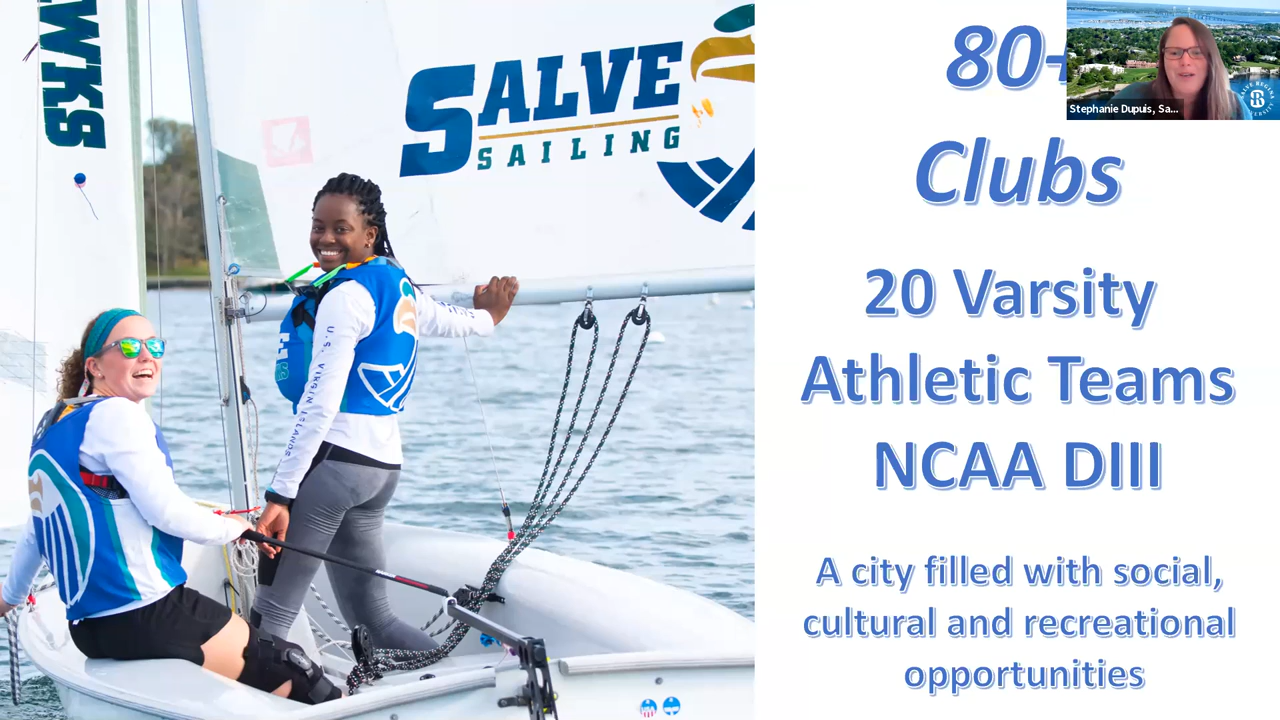 WKS
SALVE
SAILING
U.S. VIRGIN ISLANDS
80+
Clubs
20 Varsity
Athletic Teams
NCAA DIII
A city filled with social,
cultural and recreational
opportunities
Stephanie Dupuis, Sa...